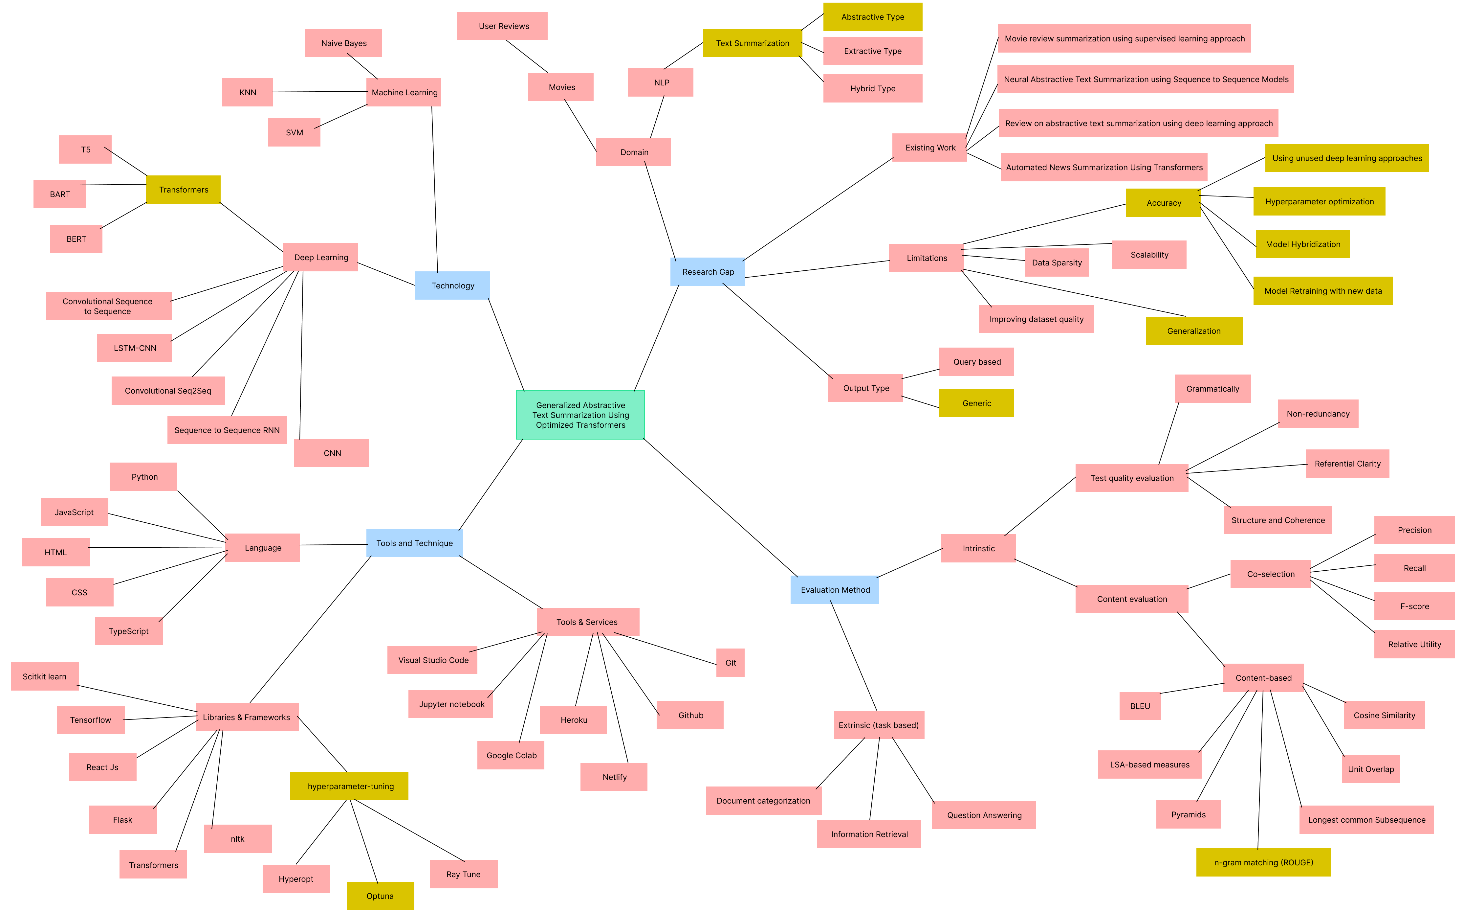 User Reviews
Movies
Domain
NLP
Text Summarization
Abstractive Type
Extractive Type
Hybrid Type
Naive Bayes
KNN
SVM
Machine Learning
T5
BART
BERT
Transformers
Deep Learning
Technology
Convolutional Sequence
to Sequence
LSTM-CNN
Convolutional Seq2Seq
Sequence to Sequence RNN
CNN
Research Gap
Existing Work
Movie review summarization using supervised learning approach
Neural Abstractive Text Summarization using Sequence to Sequence Models
Review on abstractive text summarization using deep learning approach
Automated News Summarization Using Transformers
Limitations
Accuracy
Using unused deep learning approaches
Hyperparameter optimization
Model Hybridization
Model Retraining with new data
Scalability
Data Sparsity
Generalization
Improving dataset quality
Output Type
Query based
Generic
Generalized Abstractive
Text Summarization Using
Optimized Transformers
Tools and Technique
Language
Python
JavaScript
HTML
CSS
TypeScript
Libraries & Frameworks
Scitkit learn
Tensorflow
React Js
Flask
Transformers
nltk
hyperparameter-tuning
Hyperopt
Optuna
Ray Tune
Tools & Services
Visual Studio Code
Jupyter notebook
Google Colab
Heroku
Netlify
Github
Git
Evaluation Method
Intrinstic
Test quality evaluation
Grammatically
Non-redundancy
Referential Clarity
Structure and Coherence
Content evaluation
Co-selection
Precision
Recall
F-score
Relative Utility
Content-based
BLEU
LSA-based measures
Pyramids
n-gram matching (ROUGE)
Longest common Subsequence
Unit Overlap
Cosine Similarity
Extrinsic (task based)
Document categorization
Information Retrieval
Question Answering